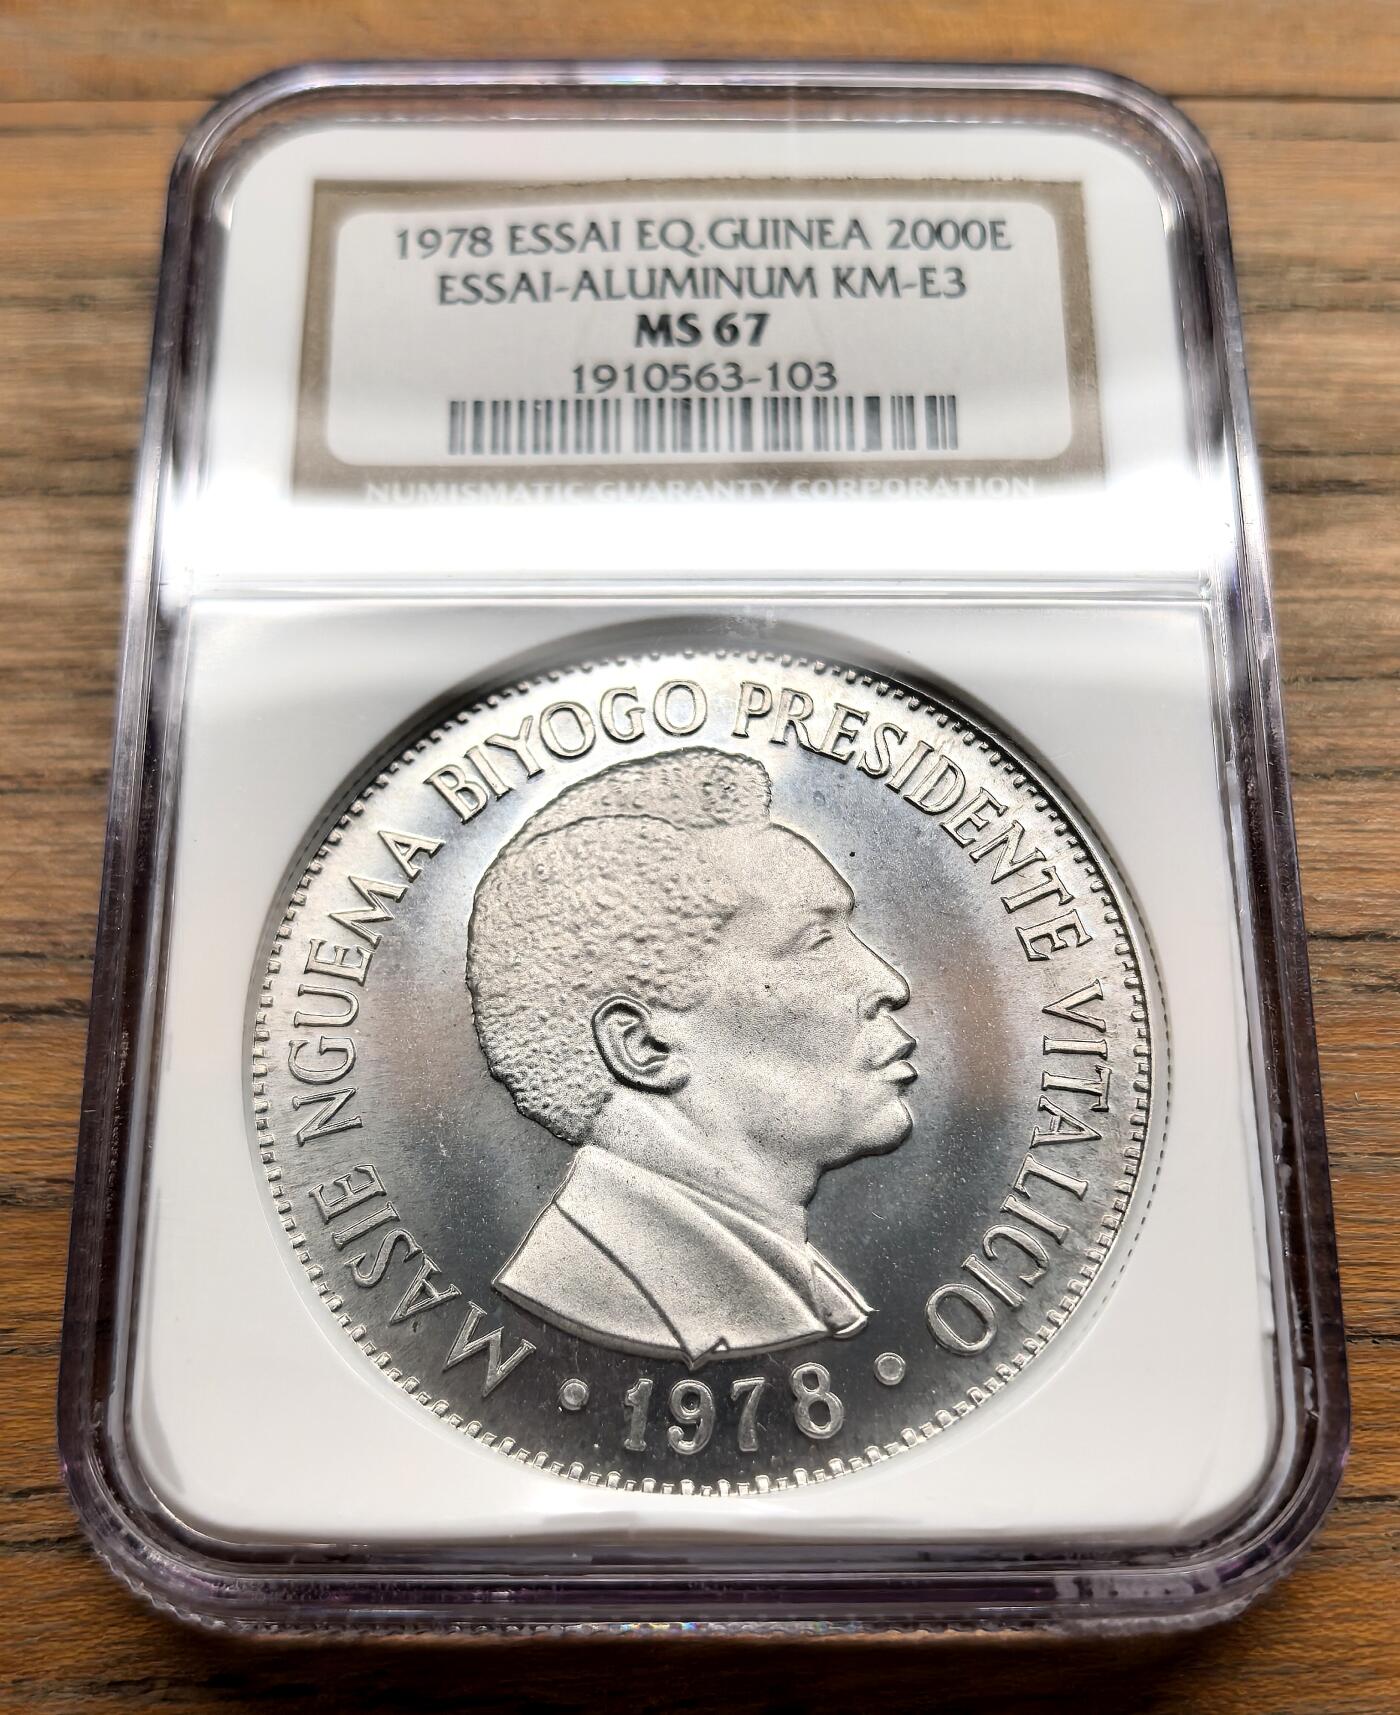 1978 ESSAI EQ.GUINEA 2000E
ESSAI-ALUMINUM KM-E3
MS 67
1910563-103
NUMISMATIC GUARANTY CORPORATION
MASIE NGUEMA BIYOGO PRESIDENTE VITALICIO
• 1978 •